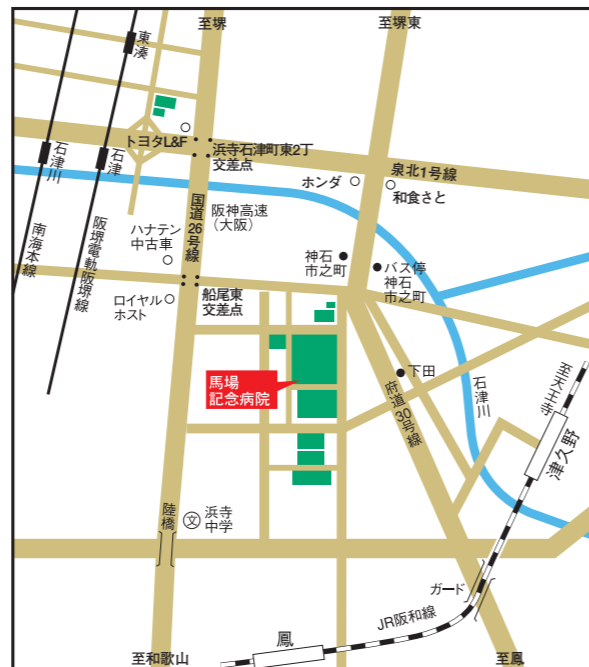 至堺
至堺東
東湊
トヨタL&F
浜寺石津町東2丁
交差点
泉北1号線
石津川
石津
ホンダ
和食さと
国道26号線
阪神高速
(大阪)
ハナテン
中古車
南海本線
阪堺電軌阪堺線
神石
市之町
バス停
神石
市之町
ロイヤル
ホスト
船尾東
交差点
馬場
記念病院
下田
府道30号線
石津川
至天王寺
津久野
陸橋
文
浜寺
中学
ガード
JR阪和線
鳳
至和歌山
至鳳